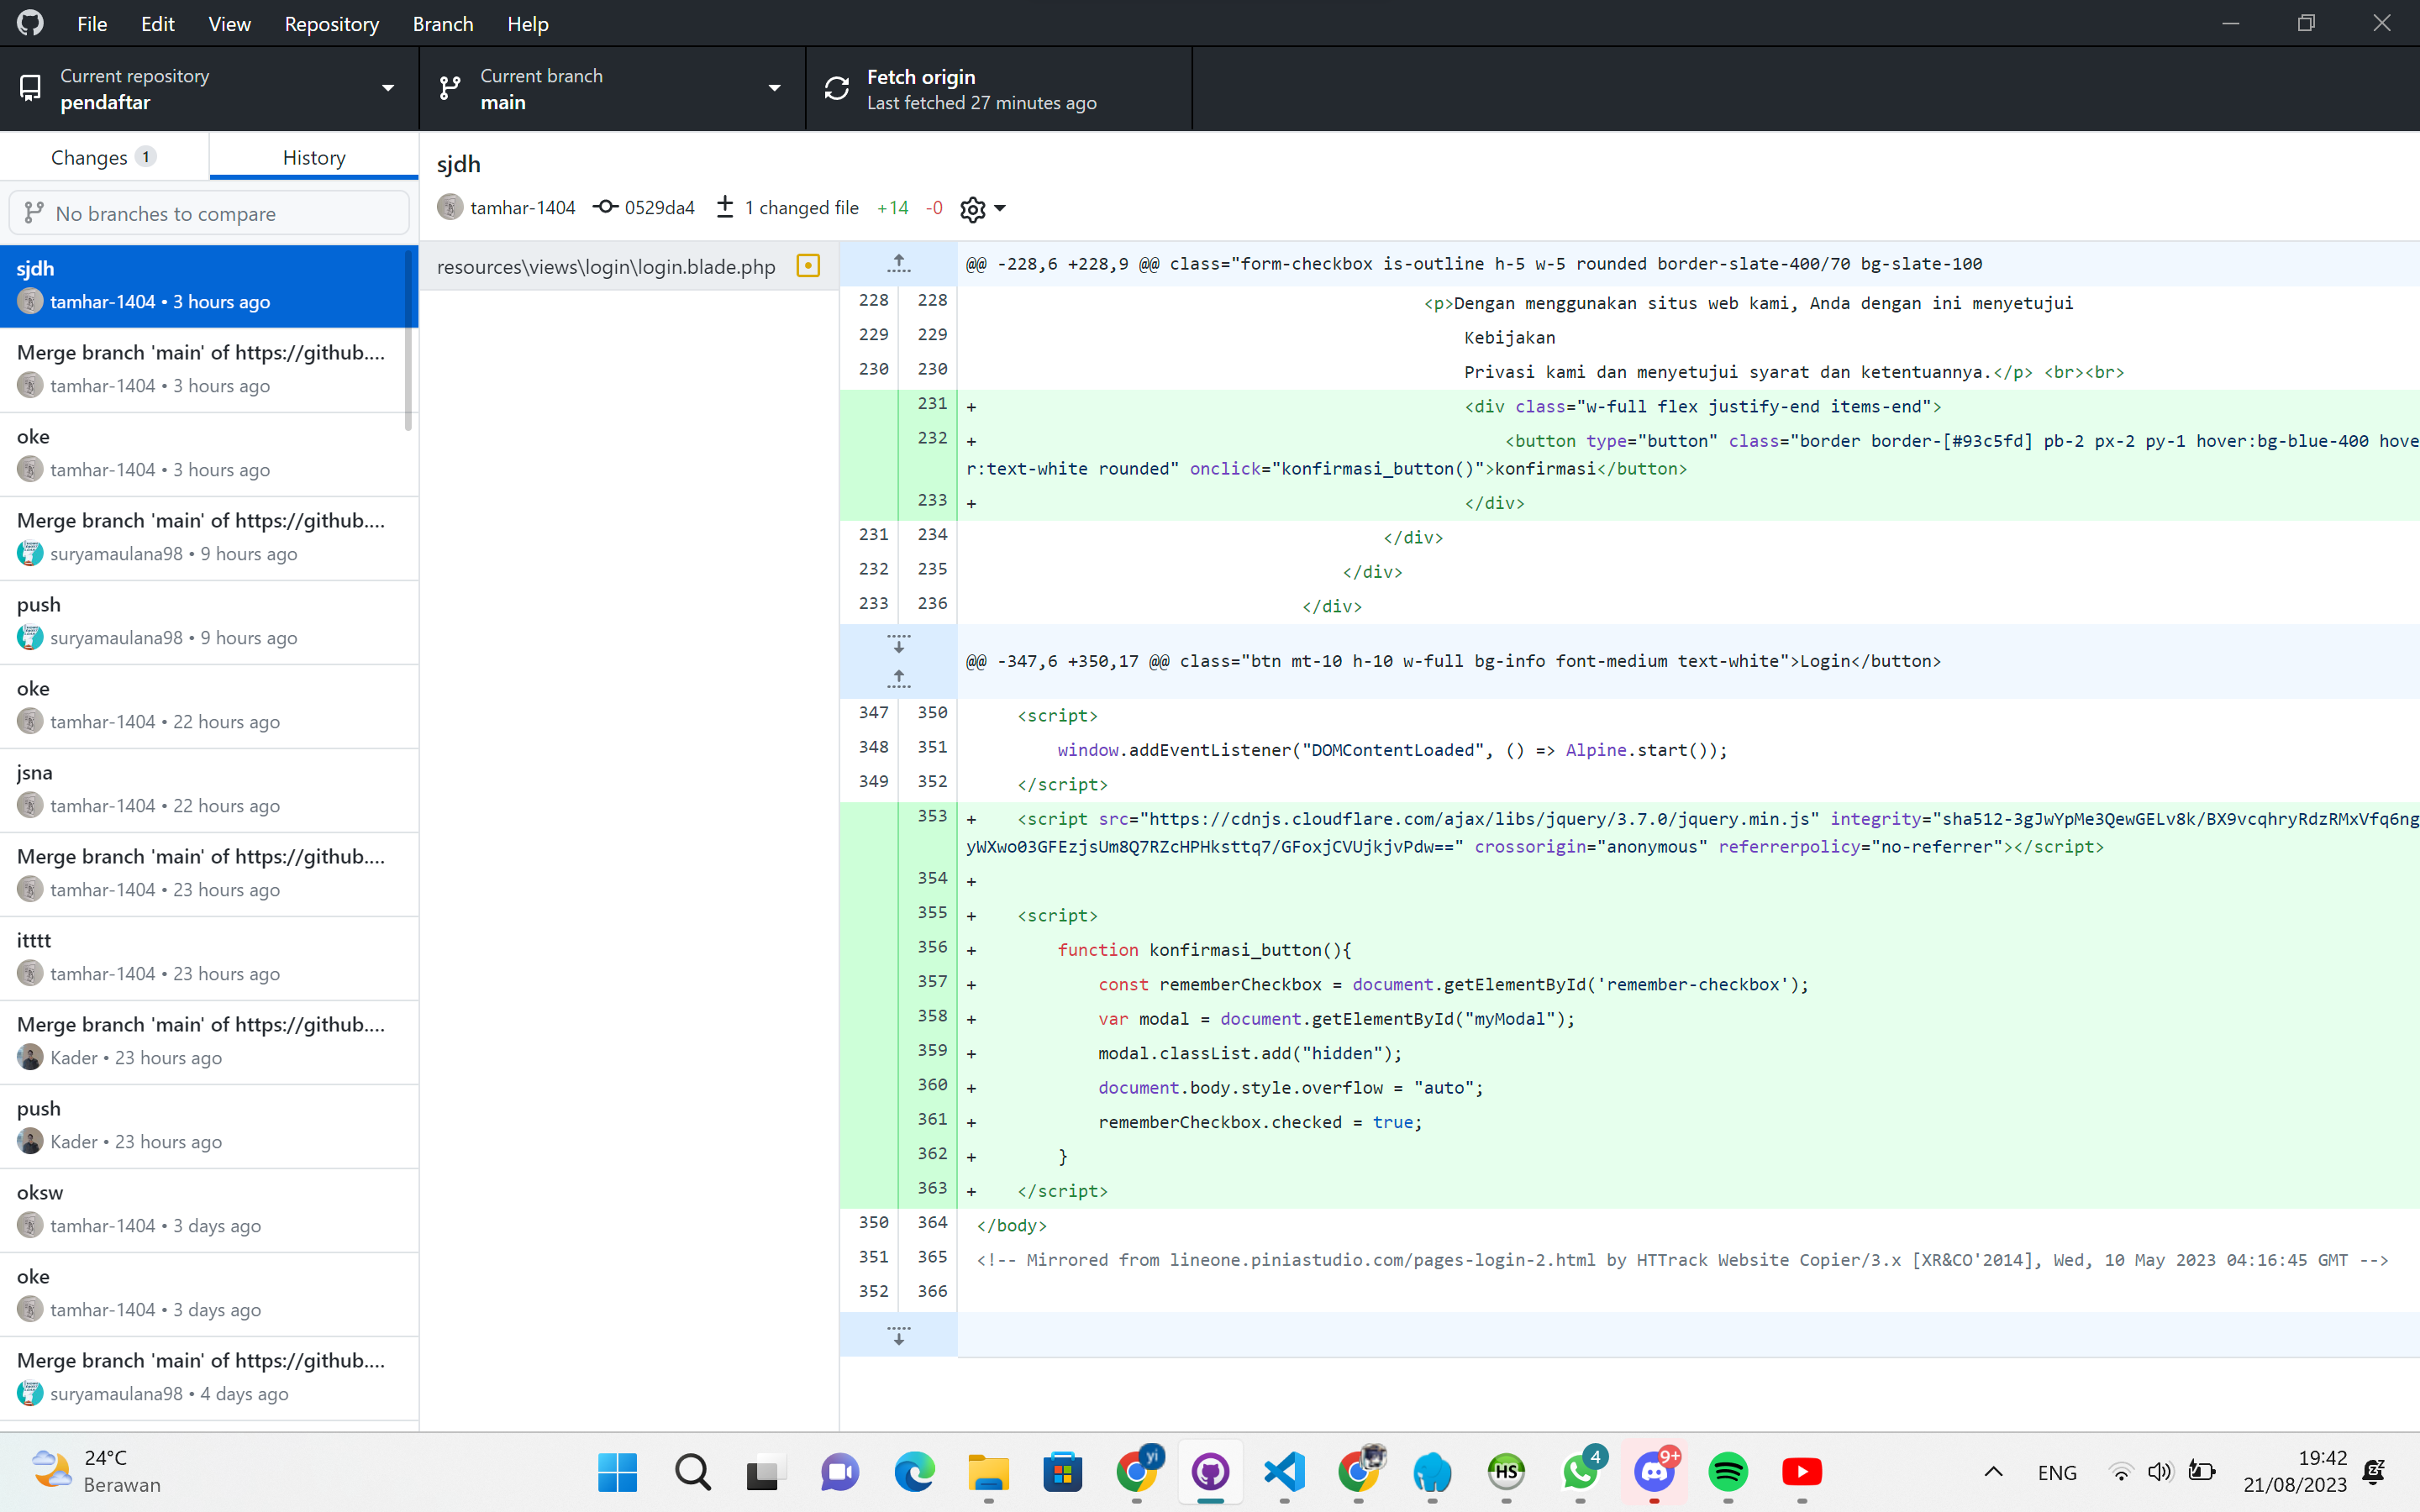 File Edit View Repository Branch Help
Current repository
pendaftar
Current branch
main
Fetch origin
Last fetched 27 minutes ago
Changes 1
History
No branches to compare
sjdh
tamhar-1404 • 3 hours ago
Merge branch 'main' of https://github....
tamhar-1404 • 3 hours ago
oke
tamhar-1404 • 3 hours ago
Merge branch 'main' of https://github....
suryamaulana98 • 9 hours ago
push
suryamaulana98 • 9 hours ago
oke
tamhar-1404 • 22 hours ago
jsna
tamhar-1404 • 22 hours ago
Merge branch 'main' of https://github....
tamhar-1404 • 23 hours ago
itttt
tamhar-1404 • 23 hours ago
Merge branch 'main' of https://github....
Kader • 23 hours ago
push
Kader • 23 hours ago
oksw
tamhar-1404 • 3 days ago
oke
tamhar-1404 • 3 days ago
Merge branch 'main' of https://github....
suryamaulana98 • 4 days ago
sjdh
tamhar-1404 0529da4 1 changed file +14 -0
resources\views\login\login.blade.php
@@ -228,6 +228,9 @@ class="form-checkbox is-outline h-5 w-5 rounded border-slate-400/70 bg-slate-100
228 228 <p>Dengan menggunakan situs web kami, Anda dengan ini menyetujui
229 229 Kebijakan
230 230 Privasi kami dan menyetujui syarat dan ketentuannya.</p> <br><br>
231 + <div class="w-full flex justify-end items-end">
232 + <button type="button" class="border border-[#93c5fd] pb-2 px-2 py-1 hover:bg-blue-400 hove
r:text-white rounded" onclick="konfirmasi_button()">konfirmasi</button>
233 + </div>
231 234 </div>
232 235 </div>
233 236 </div>
@@ -347,6 +350,17 @@ class="btn mt-10 h-10 w-full bg-info font-medium text-white">Login</button>
347 350 <script>
348 351 window.addEventListener("DOMContentLoaded", () => Alpine.start());
349 352 </script>
353 + <script src="https://cdnjs.cloudflare.com/ajax/libs/jquery/3.7.0/jquery.min.js" integrity="sha512-3gJwYpMe3QewGELv8k/BX9vcqhryRdzRMxVfq6ng
yWXwo03GFEzjsUm8Q7RZcHPHksttq7/GFoxjCVUjkjvPdw==" crossorigin="anonymous" referrerpolicy="no-referrer"></script>
354 +
355 + <script>
356 + function konfirmasi_button(){
357 + const rememberCheckbox = document.getElementById('remember-checkbox');
358 + var modal = document.getElementById("myModal");
359 + modal.classList.add("hidden");
360 + document.body.style.overflow = "auto";
361 + rememberCheckbox.checked = true;
362 + }
363 + </script>
350 364 </body>
351 365 <!-- Mirrored from lineone.piniastudio.com/pages-login-2.html by HTTrack Website Copier/3.x [XR&CO'2014], Wed, 10 May 2023 04:16:45 GMT -->
352 366
24°C
Berawan
yi
HS
4
9+
ENG
19:42
21/08/2023